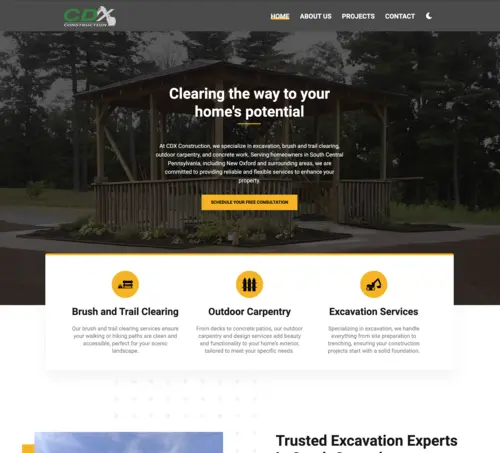 CDX
CONSTRUCTION
HOME ABOUT US PROJECTS CONTACT
Clearing the way to your
home's potential
At CDX Construction, we specialize in excavation, brush and trail clearing,
outdoor carpentry, and concrete work. Serving homeowners in South Central
Pennsylvania, including New Oxford and surrounding areas, we are
committed to providing reliable and flexible services to enhance your
property.
SCHEDULE YOUR FREE CONSULTATION
Brush and Trail Clearing
Our brush and trail clearing services ensure
your walking or hiking paths are clean and
accessible, perfect for your scenic
landscape.
Outdoor Carpentry
From decks to concrete patios, our outdoor
carpentry and design services add beauty
and functionality to your home's exterior,
tailored to meet your specific needs.
Excavation Services
Specializing in excavation, we handle
everything from site preparation to
trenching, ensuring your construction
projects start with a solid foundation.
Trusted Excavation Experts